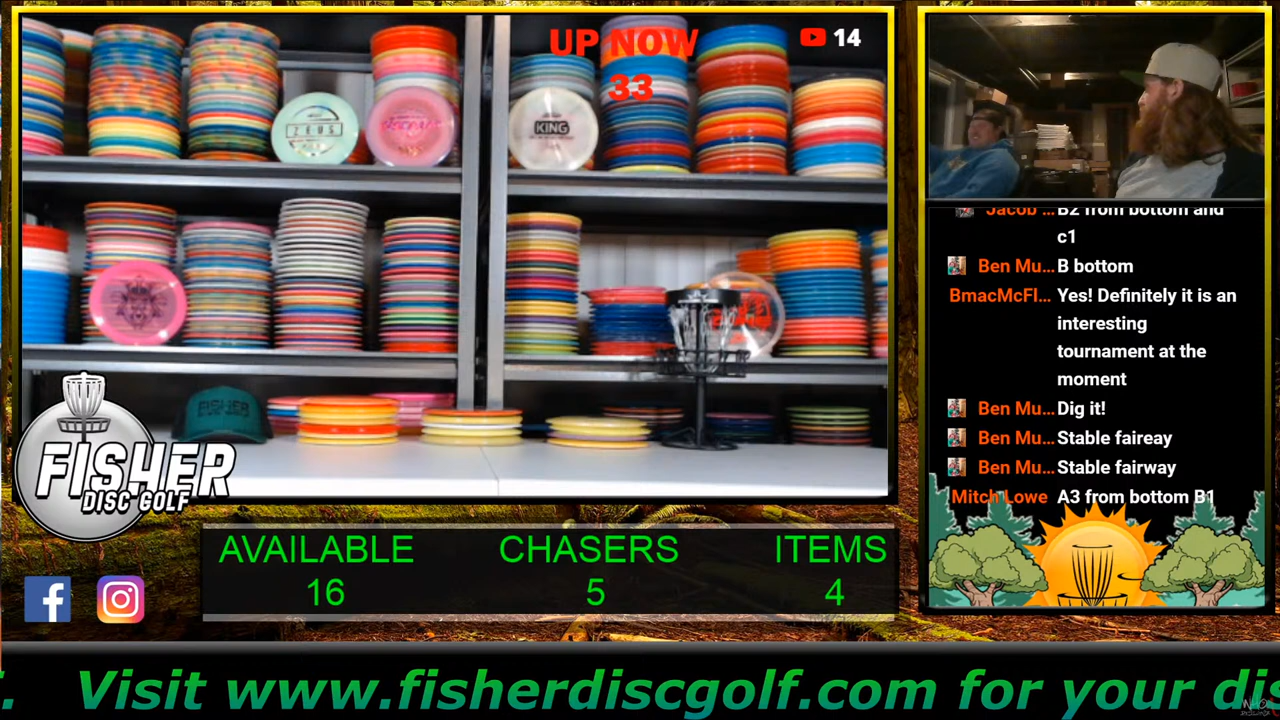 UP NOW
33
14
ZEUS
KING
FISHER
FISHER
DISC GOLF
Jacob ... B2 from bottom and
c1
Ben Mu... B bottom
BmacMcFl... Yes! Definitely it is an
interesting
tournament at the
moment
Ben Mu... Dig it!
Ben Mu... Stable faireay
Ben Mu... Stable fairway
Mitch Lowe A3 from bottom B1
AVAILABLE CHASERS ITEMS
16 5 4
Visit www.fisherdiscgolf.com for your dis